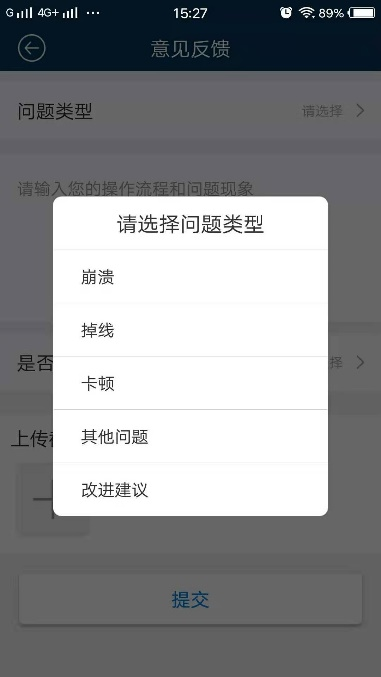 G 4G+ ... 15:27 89%
意见反馈
问题类型 请选择
请输入您的操作流程和问题现象
请选择问题类型
崩溃
掉线
是否 择
卡顿
上传
其他问题
改进建议
提交